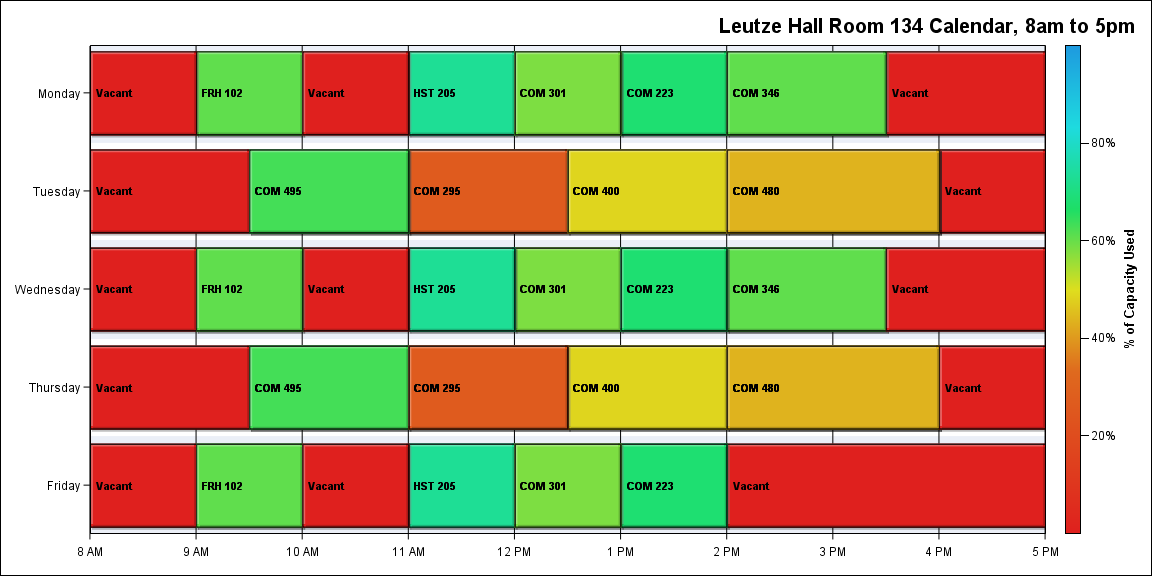 Leutze Hall Room 134 Calendar, 8am to 5pm
Monday
Vacant
FRH 102
Vacant
HST 205
COM 301
COM 223
COM 346
Vacant
Tuesday
Vacant
COM 495
COM 295
COM 400
COM 480
Vacant
Wednesday
Vacant
FRH 102
Vacant
HST 205
COM 301
COM 223
COM 346
Vacant
Thursday
Vacant
COM 495
COM 295
COM 400
COM 480
Vacant
Friday
Vacant
FRH 102
Vacant
HST 205
COM 301
COM 223
Vacant
8 AM
9 AM
10 AM
11 AM
12 PM
1 PM
2 PM
3 PM
4 PM
5 PM
80%
60%
40%
20%
% of Capacity Used